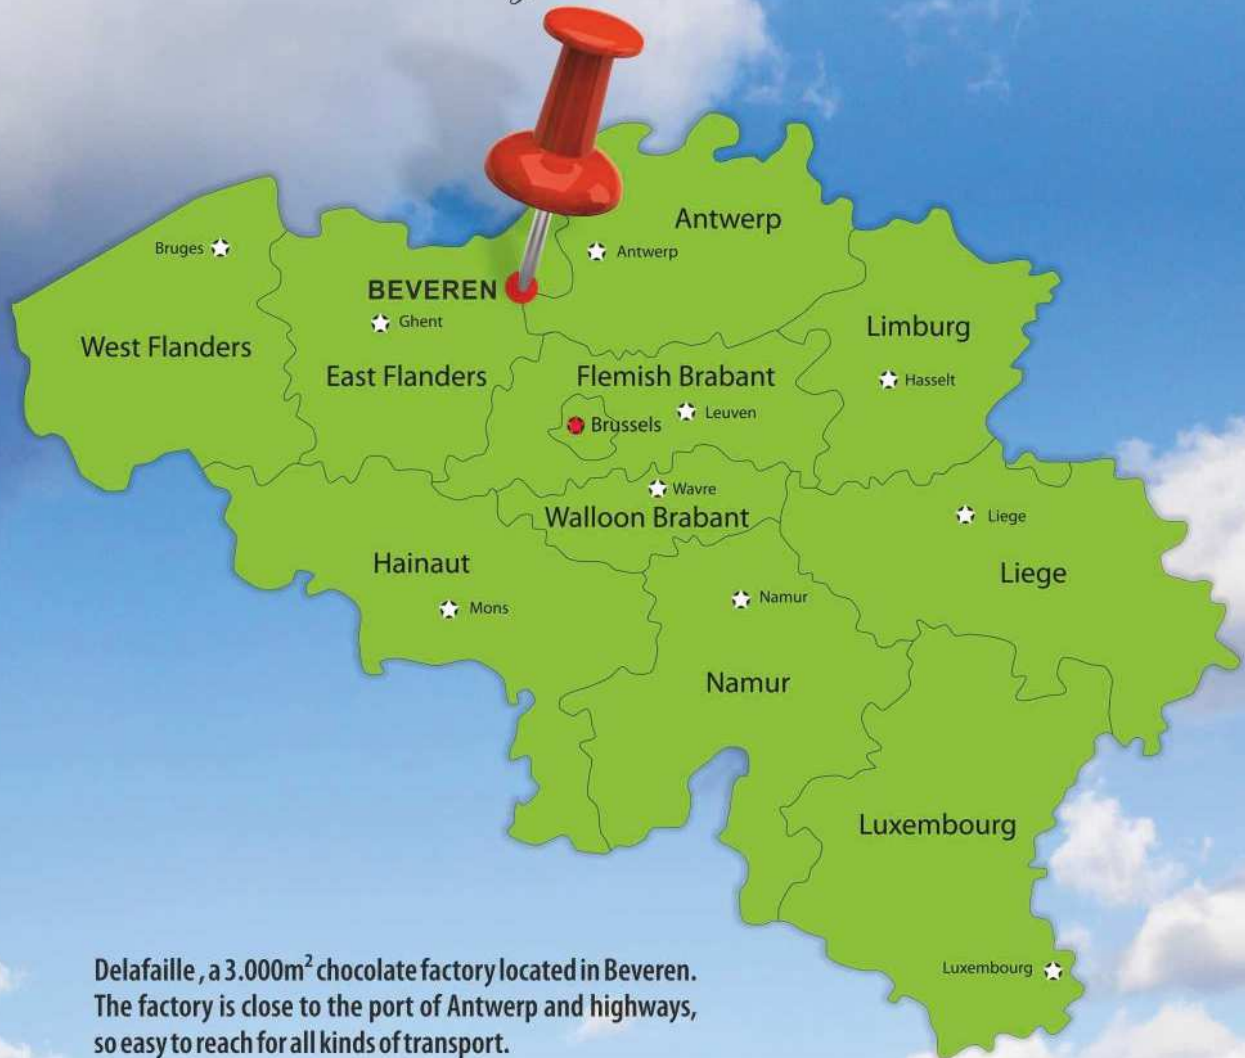 Antwerp
Bruges
Antwerp
BEVEREN
Ghent
Limburg
West Flanders
East Flanders
Flemish Brabant
Hasselt
Leuven
Brussels
Wavre
Walloon Brabant
Liege
Hainaut
Liege
Mons
Namur
Namur
Luxembourg
Luxembourg
Delafaille , a 3.000m² chocolate factory located in Beveren.
The factory is close to the port of Antwerp and highways,
so easy to reach for all kinds of transport.